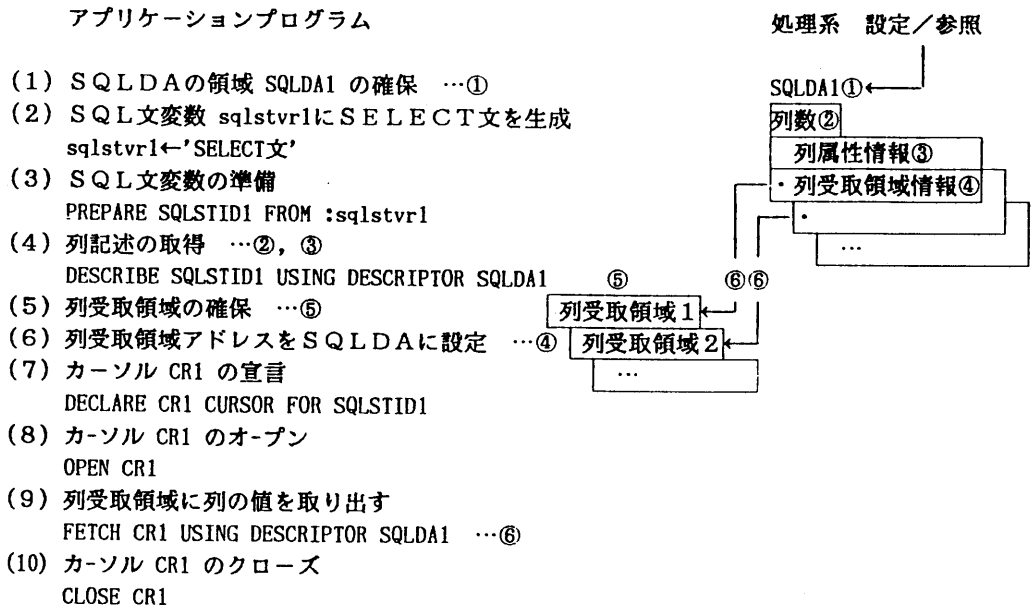 アプリケーションプログラム
(1) ＳＱＬＤＡの領域 SQLDA1 の確保 …①
(2) ＳＱＬ文変数 sqlstvr1にＳＥＬＥＣＴ文を生成
sqlstvr1←'SELECT文'
(3) ＳＱＬ文変数の準備
PREPARE SQLSTID1 FROM :sqlstvr1
(4) 列記述の取得 …②，③
DESCRIBE SQLSTID1 USING DESCRIPTOR SQLDA1
(5) 列受取領域の確保 …⑤
(6) 列受取領域アドレスをＳＱＬＤＡに設定 …④
(7) カーソル CR1 の宣言
DECLARE CR1 CURSOR FOR SQLSTID1
(8) カ-ソル CR1 のオ-プン
OPEN CR1
(9) 列受取領域に列の値を取り出す
FETCH CR1 USING DESCRIPTOR SQLDA1 …⑥
(10) カ-ソル CR1 のクローズ
CLOSE CR1
処理系 設定／参照
SQLDA1①←
列数②
列属性情報③
・列受取領域情報④
・
…
⑤ ⑥⑥
列受取領域１
列受取領域２
…